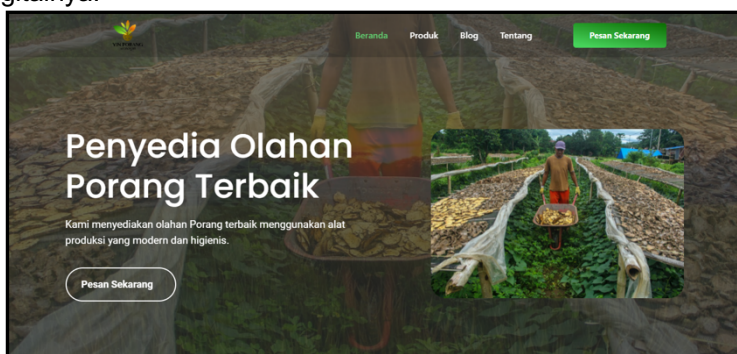 Beranda Produk Blog Tentang Pesan Sekarang
Penyedia Olahan
Porang Terbaik
Kami menyediakan olahan Porang terbaik menggunakan alat
produksi yang modern dan higienis.
Pesan Sekarang